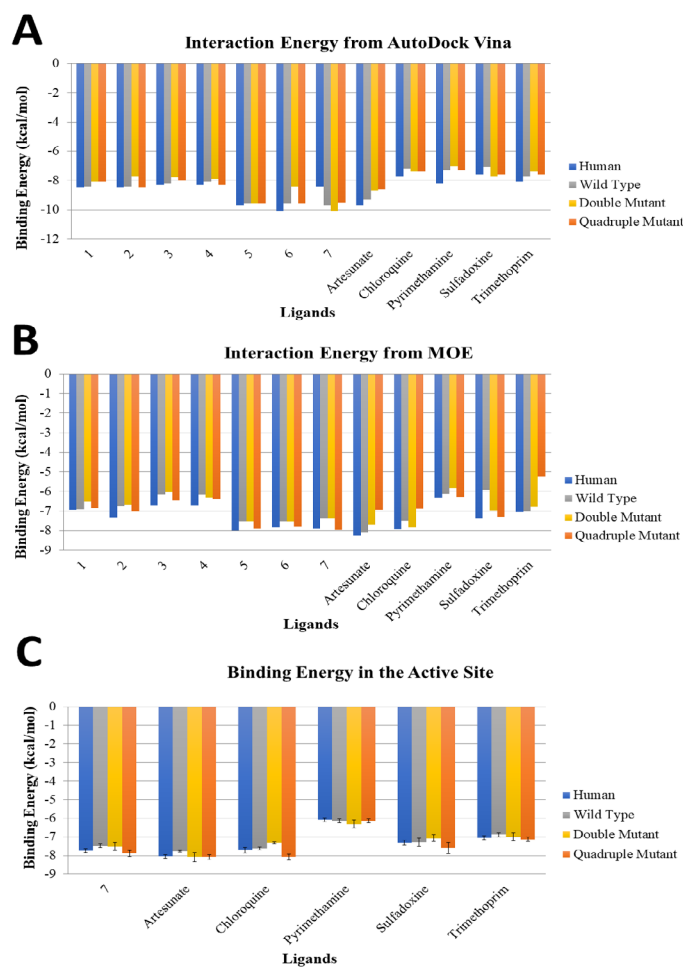 A
Interaction Energy from AutoDock Vina
Binding Energy (kcal/mol)
0
-2
-4
-6
-8
-10
-12
1
2
3
4
5
6
7
Artesunate
Chloroquine
Pyrimethamine
Sulfadoxine
Trimethoprim
Ligands
Human
Wild Type
Double Mutant
Quadruple Mutant
B
Interaction Energy from MOE
Binding Energy (kcal/mol)
0
-1
-2
-3
-4
-5
-6
-7
-8
-9
1
2
3
4
5
6
7
Artesunate
Chloroquine
Pyrimethamine
Sulfadoxine
Trimethoprim
Ligands
Human
Wild Type
Double Mutant
Quadruple Mutant
C
Binding Energy in the Active Site
Binding Energy (kcal/mol)
0
-1
-2
-3
-4
-5
-6
-7
-8
-9
7
Artesunate
Chloroquine
Pyrimethamine
Sulfadoxine
Trimethoprim
Ligands
Human
Wild Type
Double Mutant
Quadruple Mutant